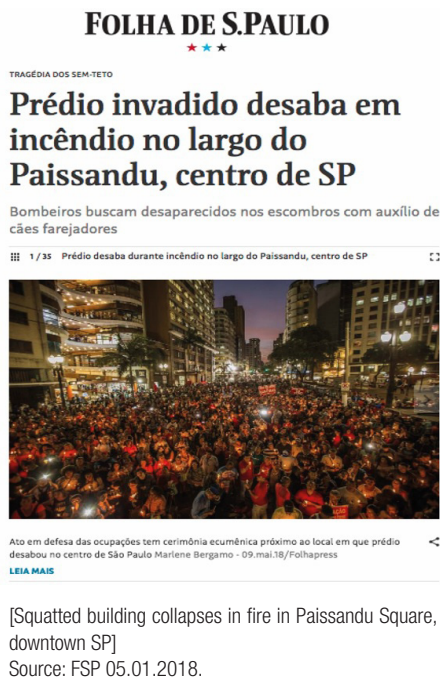 FOLHA DE S.PAULO
TRAGÉDIA DOS SEM-TETO
Prédio invadido desaba em
incêndio no largo do
Paissandu, centro de SP
Bombeiros buscam desaparecidos nos escombros com auxílio de
cães farejadores
1 / 35 Prédio desaba durante incêndio no largo do Paissandu, centro de SP
Ato em defesa das ocupações tem cerimônia ecumênica próximo ao local em que prédio
desabou no centro de São Paulo Marlene Bergamo - 09.mai.18/Folhapress
LEIA MAIS
[Squatted building collapses in fire in Paissandu Square,
downtown SP]
Source: FSP 05.01.2018.